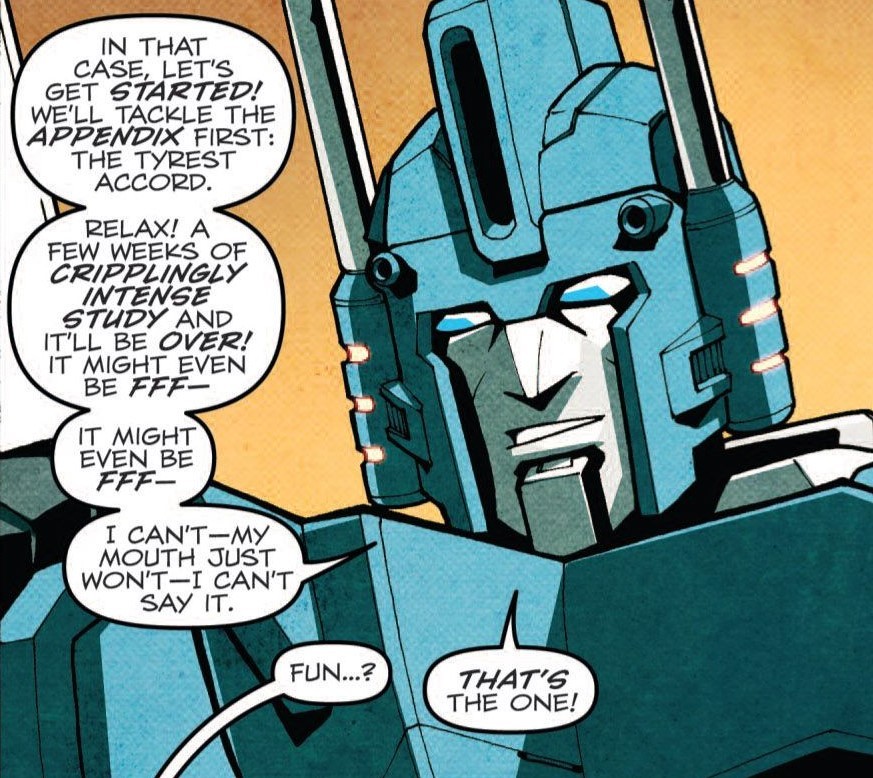 IN THAT
CASE, LET'S
GET STARTED!
WE'LL TACKLE THE
APPENDIX FIRST:
THE TYREST
ACCORD.
RELAX! A
FEW WEEKS OF
CRIPPLINGLY
INTENSE
STUDY AND
IT'LL BE OVER!
IT MIGHT EVEN
BE FFF—
IT MIGHT
EVEN BE
FFF—
I CAN'T—MY
MOUTH JUST
WON'T—I CAN'T
SAY IT.
FUN...?
THAT'S
THE ONE!